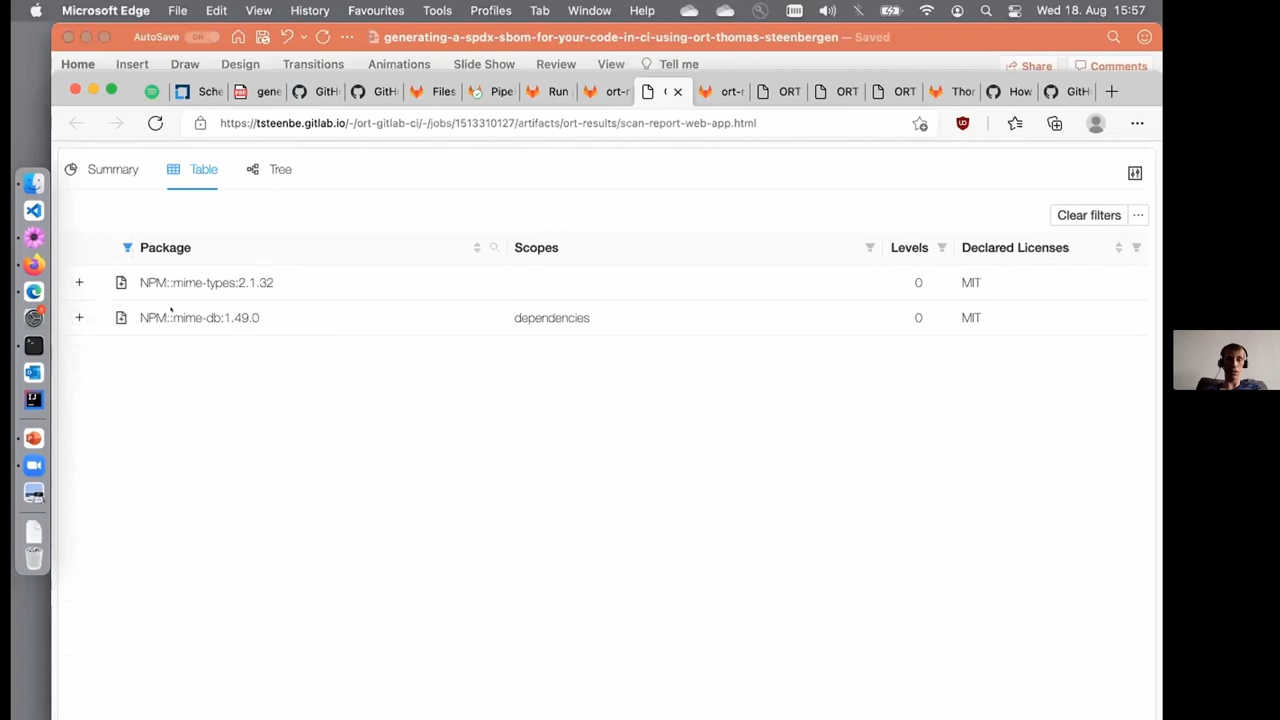 Microsoft Edge File Edit View History Favourites Tools Profiles Tab Window Help Wed 18. Aug 15:57
AutoSave generating-a-spdx-sbom-for-your-code-in-ci-using-ort-thomas-steenbergen — Saved
Home Insert Draw Design Transitions Animations Slide Show Review View Tell me Share Comments
Sche gene GitH GitH Files Pipe Run ort-r ort-r ORT ORT ORT Thor How GitH
https://tsteenbe.gitlab.io/-/ort-gitlab-ci/-/jobs/1513310127/artifacts/ort-results/scan-report-web-app.html
Summary Table Tree
Clear filters
Package Scopes Levels Declared Licenses
NPM::mime-types:2.1.32 0 MIT
NPM::mime-db:1.49.0 dependencies 0 MIT